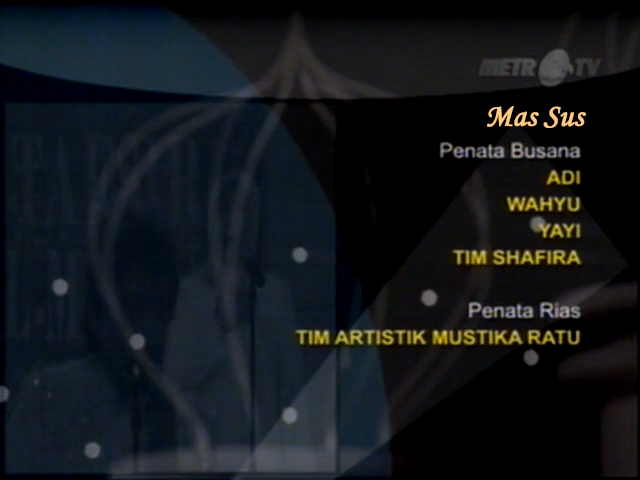 METRO TV
Mas Sus
Penata Busana
ADI
WAHYU
YAYI
TIM SHAFIRA
Penata Rias
TIM ARTISTIK MUSTIKA RATU